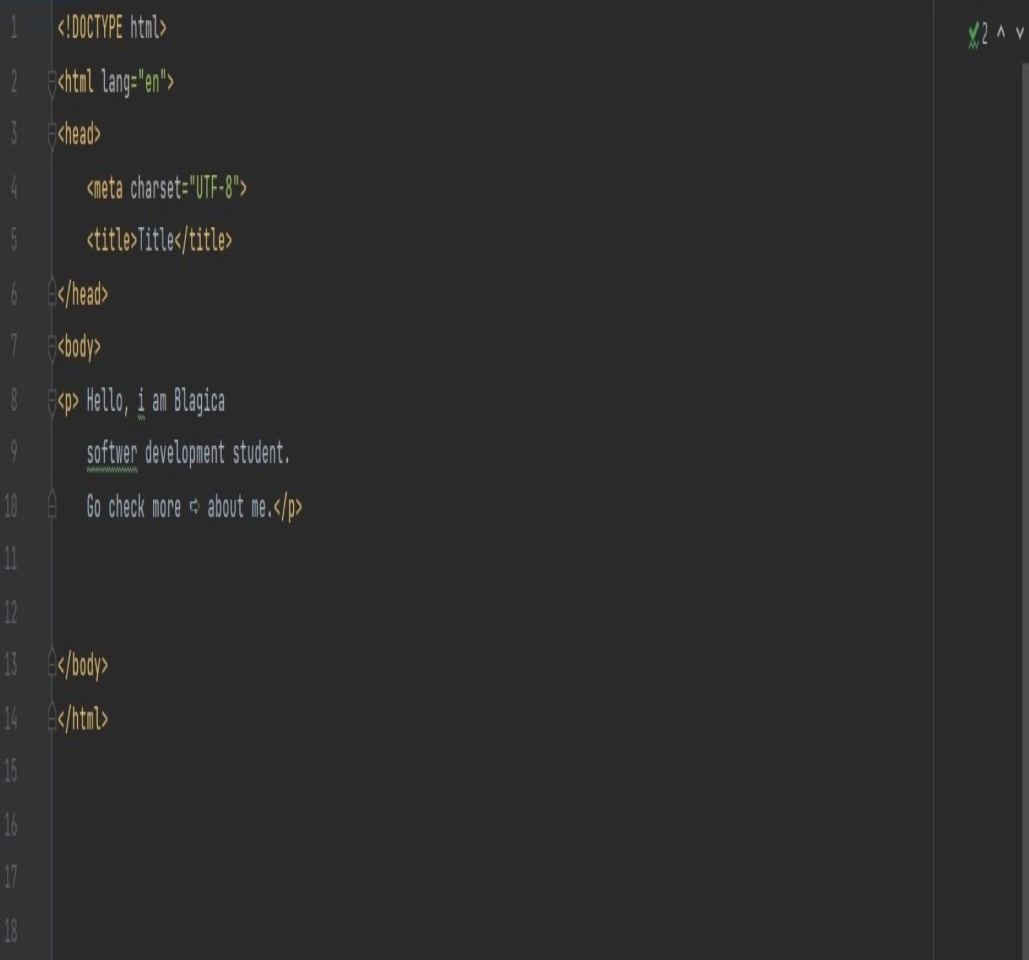 1 <!DOCTYPE html>
2 <html lang="en">
3 <head>
4 <meta charset="UTF-8">
5 <title>Title</title>
6 </head>
7 <body>
8 <p> Hello, i am Blagica
9 softwer development student.
10 Go check more ➩ about me.</p>
11
12
13 </body>
14 </html>
15
16
17
18
2